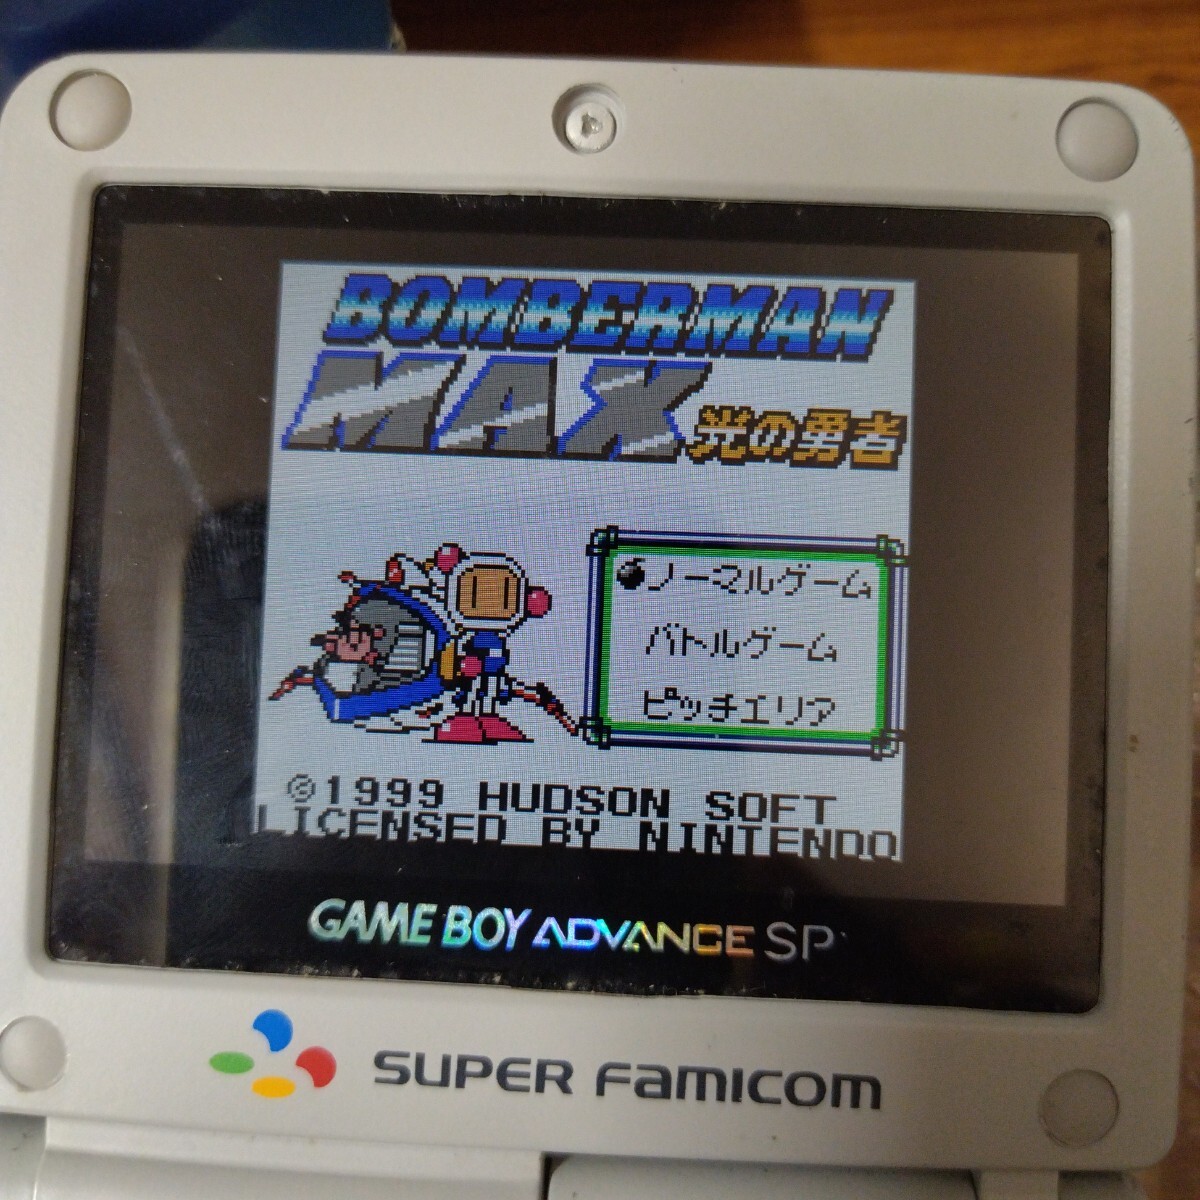 BOMBERMAN
MAX 光の勇者
ノーマルゲーム
バトルゲーム
ピッチエリア
©1999 HUDSON SOFT
LICENSED BY NINTENDO
GAME BOY ADVANCE SP
SUPER FAMICOM